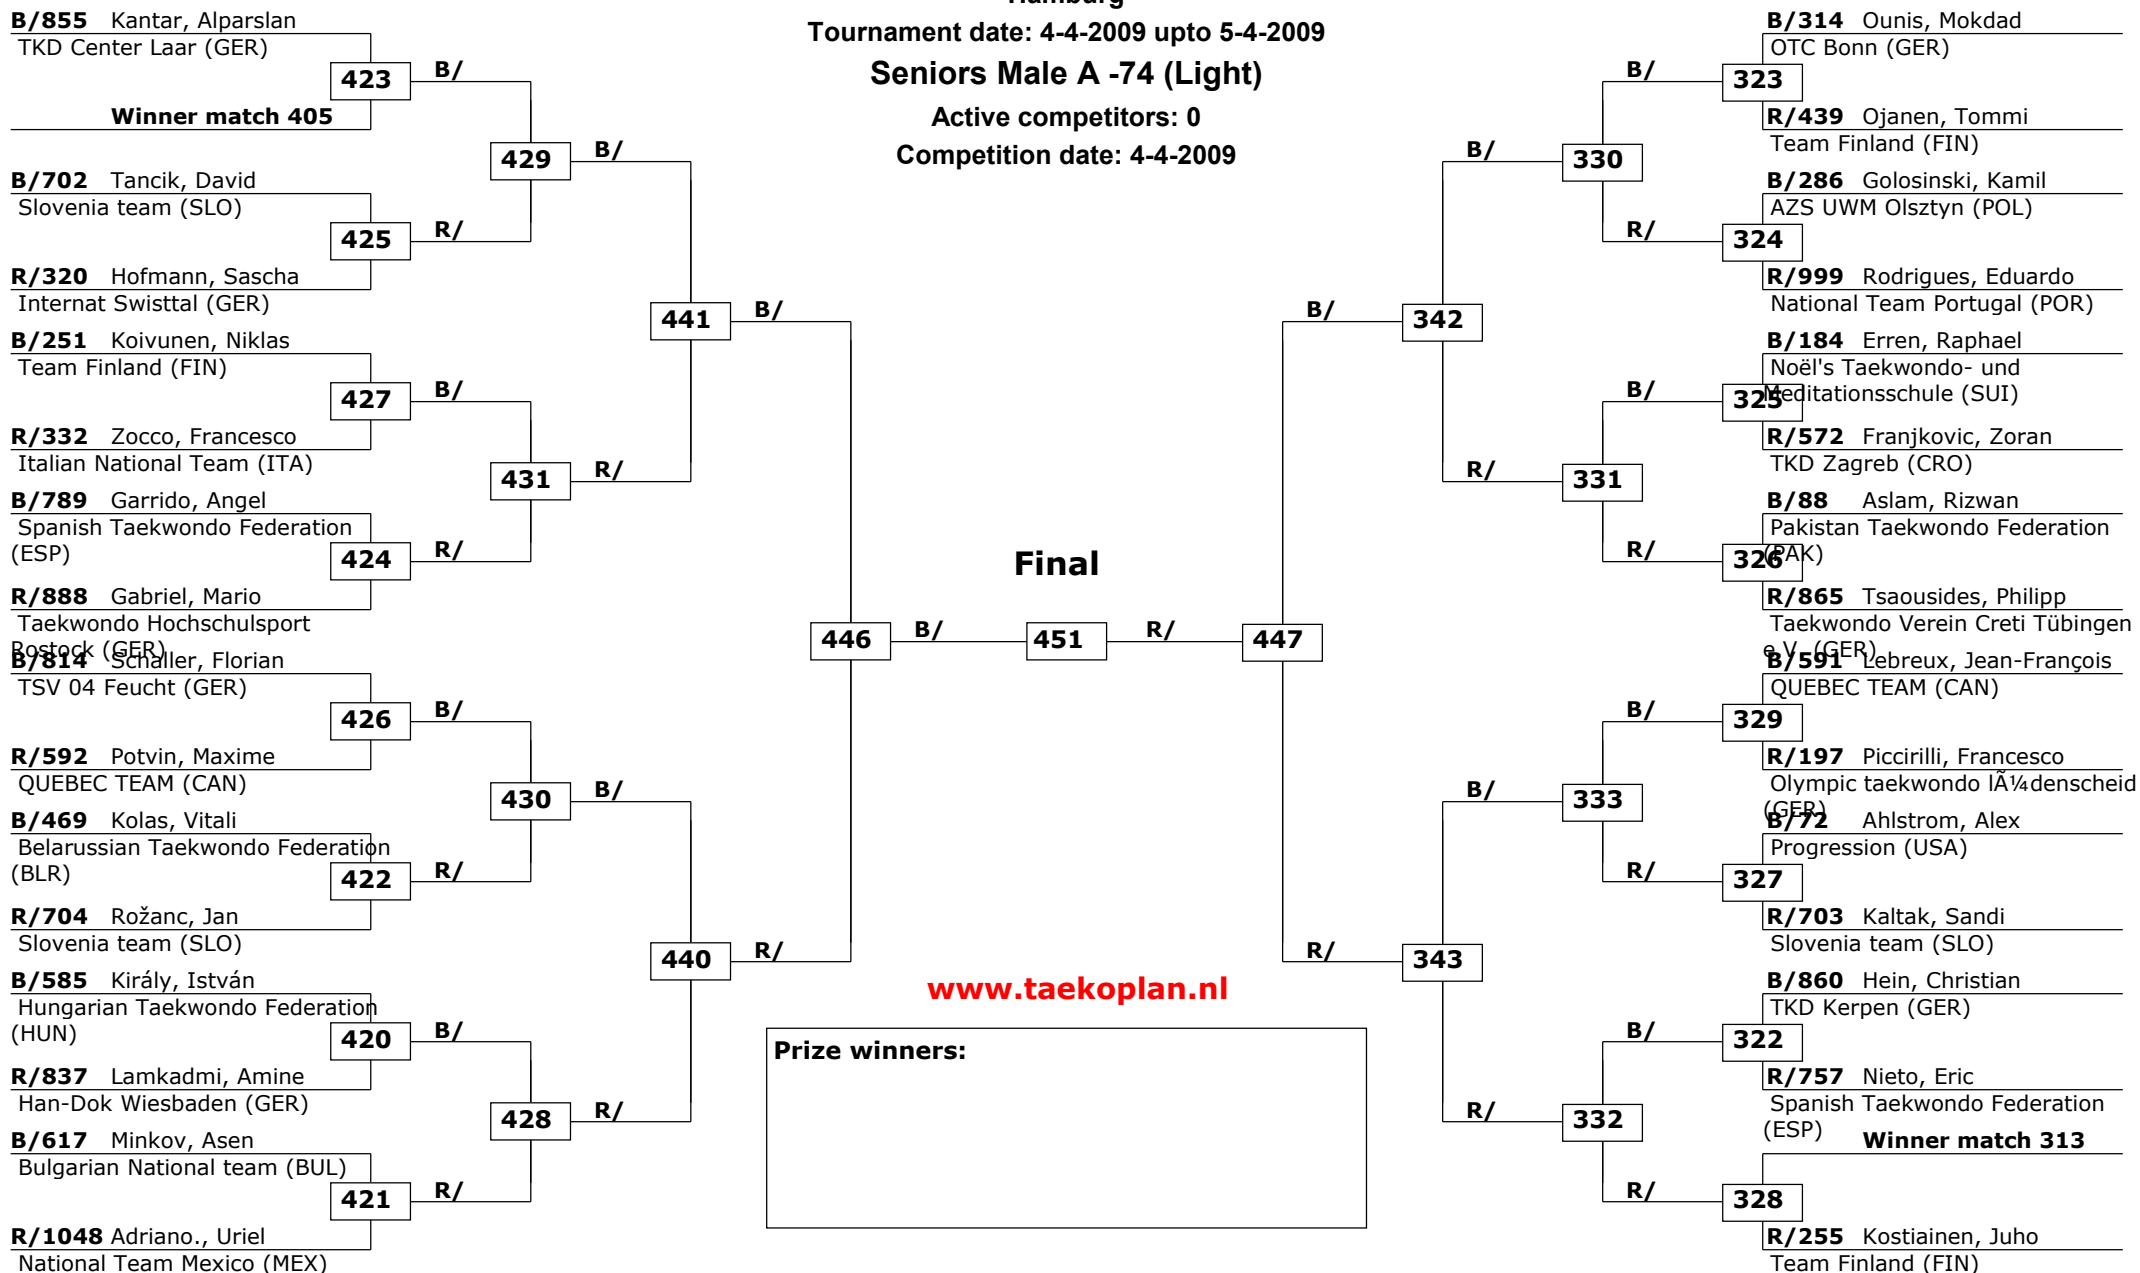 Hamburg
Tournament date: 4-4-2009 upto 5-4-2009
Seniors Male A -74 (Light)
Active competitors: 0
Competition date: 4-4-2009
B/855 Kantar, Alparslan
TKD Center Laar (GER)
423
B/
Winner match 405
429
B/
B/702 Tancik, David
Slovenia team (SLO)
425
R/
R/320 Hofmann, Sascha
Internat Swisttal (GER)
441
B/
B/251 Koivunen, Niklas
Team Finland (FIN)
427
B/
R/332 Zocco, Francesco
Italian National Team (ITA)
431
R/
B/789 Garrido, Angel
Spanish Taekwondo Federation
(ESP)
424
R/
R/888 Gabriel, Mario
Taekwondo Hochschulsport
Rostock (GER)
446
B/
B/814 Schaller, Florian
TSV 04 Feucht (GER)
426
B/
R/592 Potvin, Maxime
QUEBEC TEAM (CAN)
430
B/
B/469 Kolas, Vitali
Belarussian Taekwondo Federation
(BLR)
422
R/
R/704 Rožanc, Jan
Slovenia team (SLO)
440
R/
B/585 Király, István
Hungarian Taekwondo Federation
(HUN)
420
B/
R/837 Lamkadmi, Amine
Han-Dok Wiesbaden (GER)
428
R/
B/617 Minkov, Asen
Bulgarian National team (BUL)
421
R/
R/1048 Adriano., Uriel
National Team Mexico (MEX)
Final
451
R/
447
www.taekoplan.nl
Prize winners:
B/314 Ounis, Mokdad
OTC Bonn (GER)
B/
323
R/439 Ojanen, Tommi
Team Finland (FIN)
B/
330
B/286 Golosinski, Kamil
AZS UWM Olsztyn (POL)
R/
324
R/999 Rodrigues, Eduardo
National Team Portugal (POR)
B/
342
B/184 Erren, Raphael
Noël's Taekwondo- und
Meditationsschule (SUI)
B/
325
R/572 Franjkovic, Zoran
TKD Zagreb (CRO)
R/
331
B/88 Aslam, Rizwan
Pakistan Taekwondo Federation
(PAK)
R/
326
R/865 Tsaousides, Philipp
Taekwondo Verein Creti Tübingen
e.V. (GER)
B/591 Lebreux, Jean-François
QUEBEC TEAM (CAN)
B/
329
R/197 Piccirilli, Francesco
Olympic taekwondo lÃ¼denscheid
(GER)
B/
333
B/72 Ahlstrom, Alex
Progression (USA)
R/
327
R/703 Kaltak, Sandi
Slovenia team (SLO)
R/
343
B/860 Hein, Christian
TKD Kerpen (GER)
B/
322
R/757 Nieto, Eric
Spanish Taekwondo Federation
(ESP)
R/
332
Winner match 313
R/
328
R/255 Kostiainen, Juho
Team Finland (FIN)